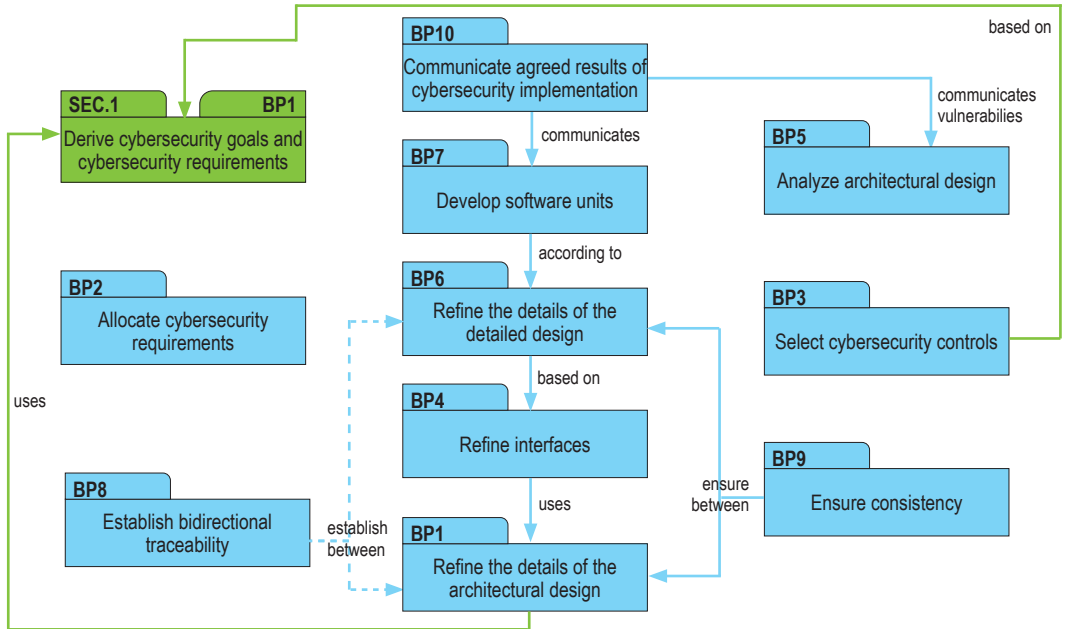 based on
BP10
Communicate agreed results of
cybersecurity implementation
SEC.1 BP1
Derive cybersecurity goals and
cybersecurity requirements
communicates
vulnerabilies
communicates
BP5
Analyze architectural design
BP7
Develop software units
according to
BP2
Allocate cybersecurity
requirements
BP6
Refine the details of the
detailed design
BP3
Select cybersecurity controls
based on
uses
BP4
Refine interfaces
BP9
Ensure consistency
ensure
between
BP8
Establish bidirectional
traceability
establish
between
uses
BP1
Refine the details of the
architectural design